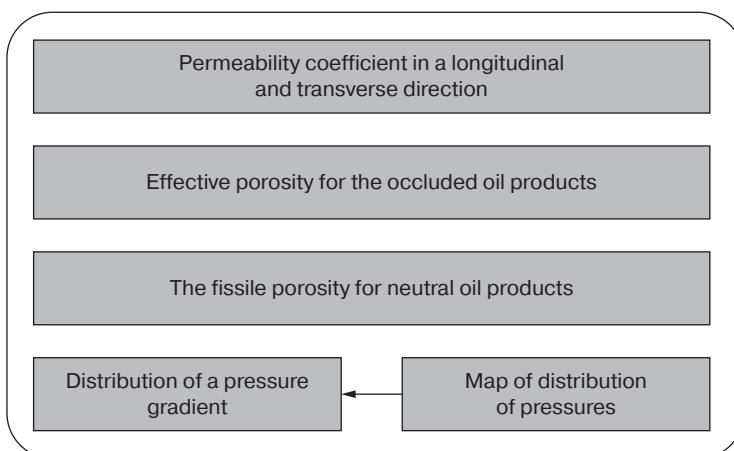 Permeability coefficient in a longitudinal
and transverse direction
Effective porosity for the occluded oil products
The fissile porosity for neutral oil products
Distribution of a pressure
gradient
Map of distribution
of pressures